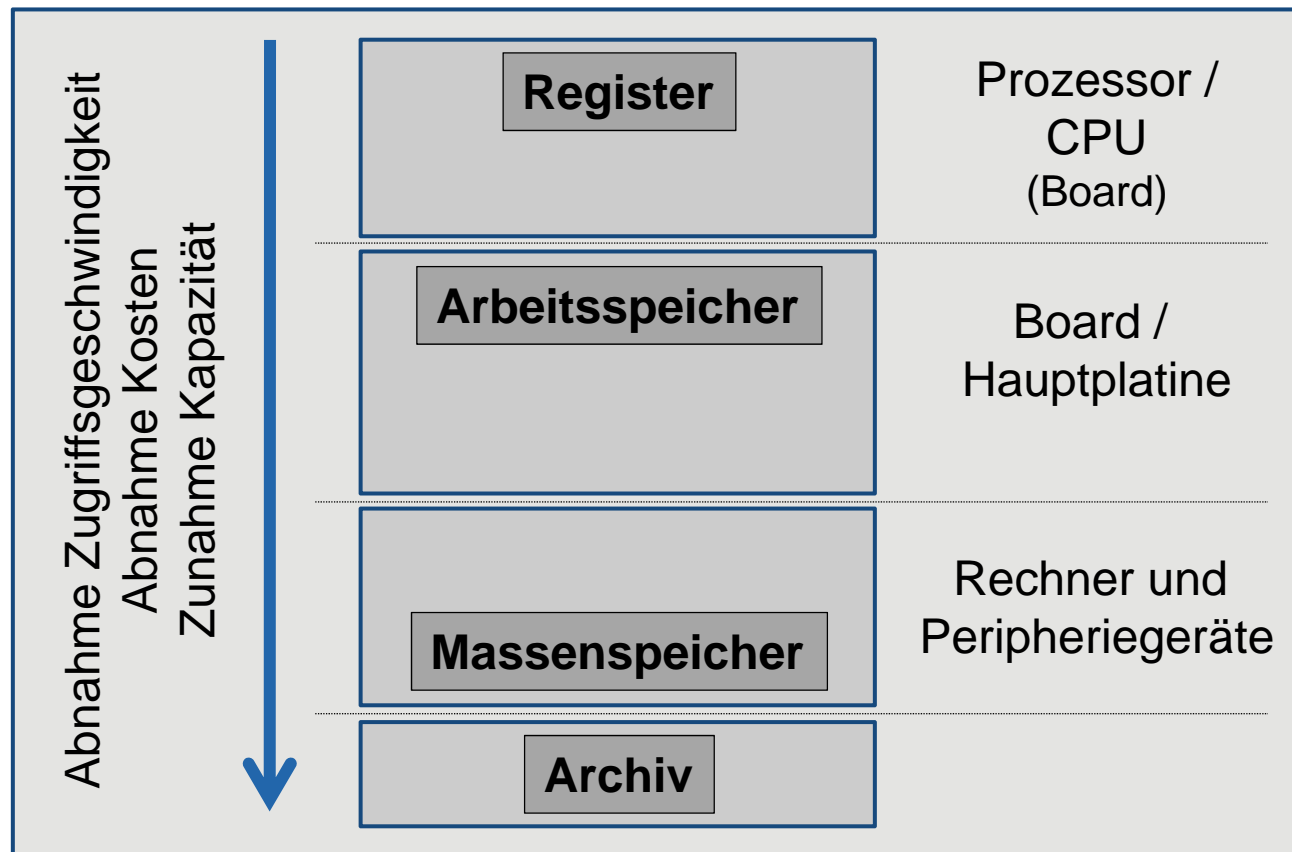 Abnahme Zugriffsgeschwindigkeit
Abnahme Kosten
Zunahme Kapazität
Register
Prozessor /
CPU
(Board)
Arbeitsspeicher
Board /
Hauptplatine
Massenspeicher
Rechner und
Peripheriegeräte
Archiv